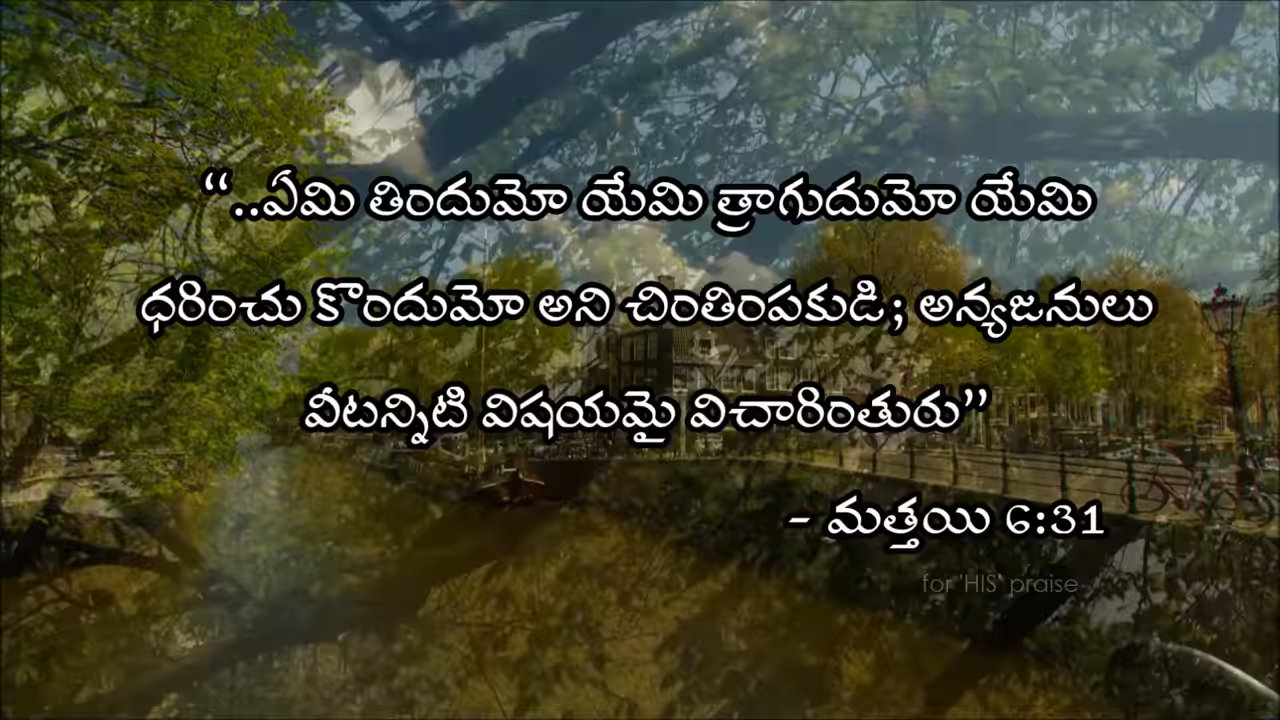 “..ఏమి తిందుమో యేమి త్రాగుదుమో యేమి
ధరించు కొందుమో అని చింతింపకుడి; అన్యజనులు
వీటన్నిటి విషయమై విచారింతురు”
- మత్తయి 6:31
for 'HIS' praise